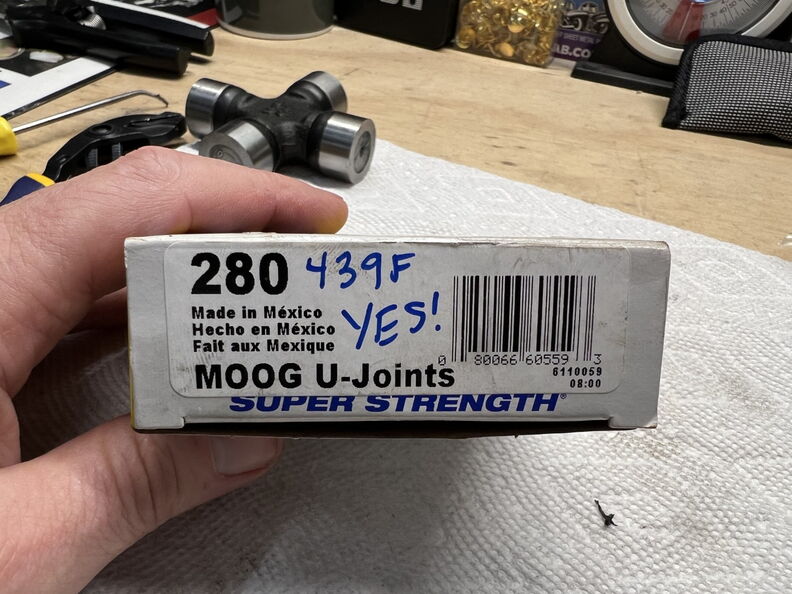 280 439F
Made in México
Hecho en México
Fait aux Mexique
YES!
0 80066 60559 3
MOOG U-Joints
6110059
08:00
SUPER STRENGTH®